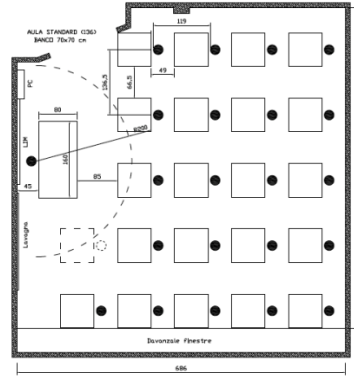 AULA STANDARD (136)
BANCO 70x70 cm
119
49
136,5
66,5
PC
80
R200
LIM
160
45
85
Lavagna
Davanzale finestre
686